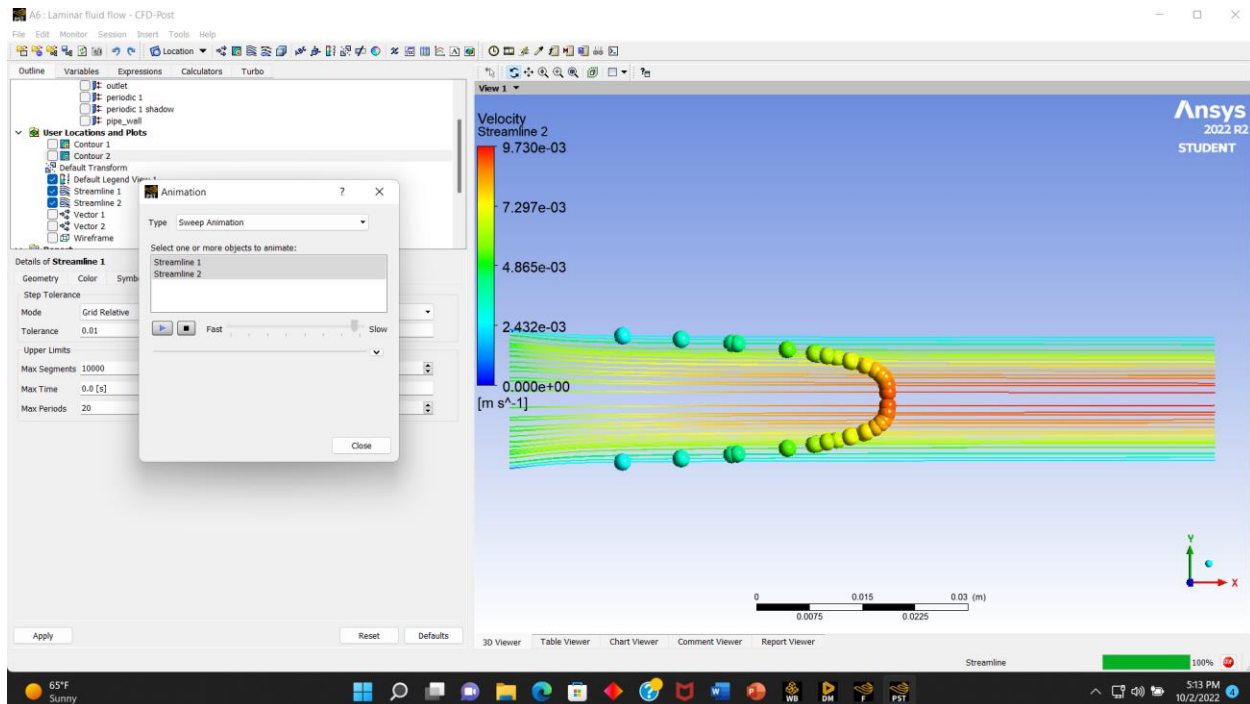 A6 : Laminar fluid flow - CFD-Post
File Edit Monitor Session Insert Tools Help
Location
Outline Variables Expressions Calculators Turbo
outlet
periodic 1
periodic 1 shadow
pipe_wall
User Locations and Plots
Contour 1
Contour 2
Default Transform
Default Legend View 1
Streamline 1
Streamline 2
Vector 1
Vector 2
Wireframe
Details of Streamline 1
Geometry Color Symb
Step Tolerance
Mode Grid Relative
Tolerance 0.01
Upper Limits
Max Segments 10000
Max Time 0.0 [s]
Max Periods 20
Apply Reset Defaults
Animation ? ×
Type Sweep Animation
Select one or more objects to animate:
Streamline 1
Streamline 2
Fast Slow
Close
View 1
Velocity
Streamline 2
9.730e-03
7.297e-03
4.865e-03
2.432e-03
0.000e+00
[m s^-1]
Ansys
2022 R2
STUDENT
Y
X
0 0.015 0.03 (m)
0.0075 0.0225
3D Viewer Table Viewer Chart Viewer Comment Viewer Report Viewer
Streamline 100%
65°F
Sunny
WB DM F PST
5:13 PM
10/2/2022 4